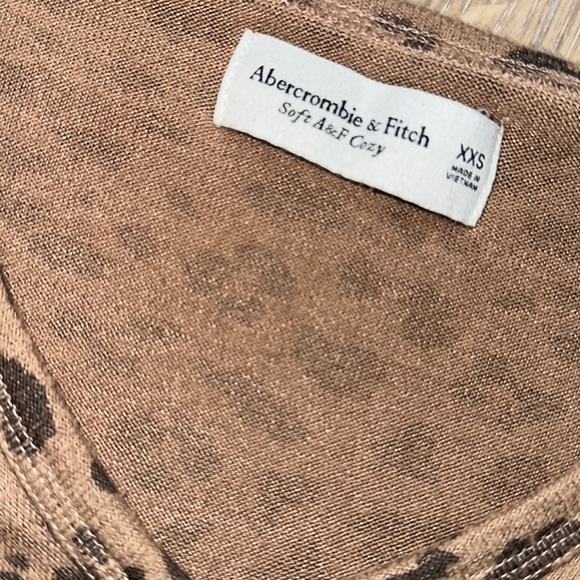 Abercrombie & Fitch
Soft A&F Cozy
XXS
MADE IN
VIETNAM